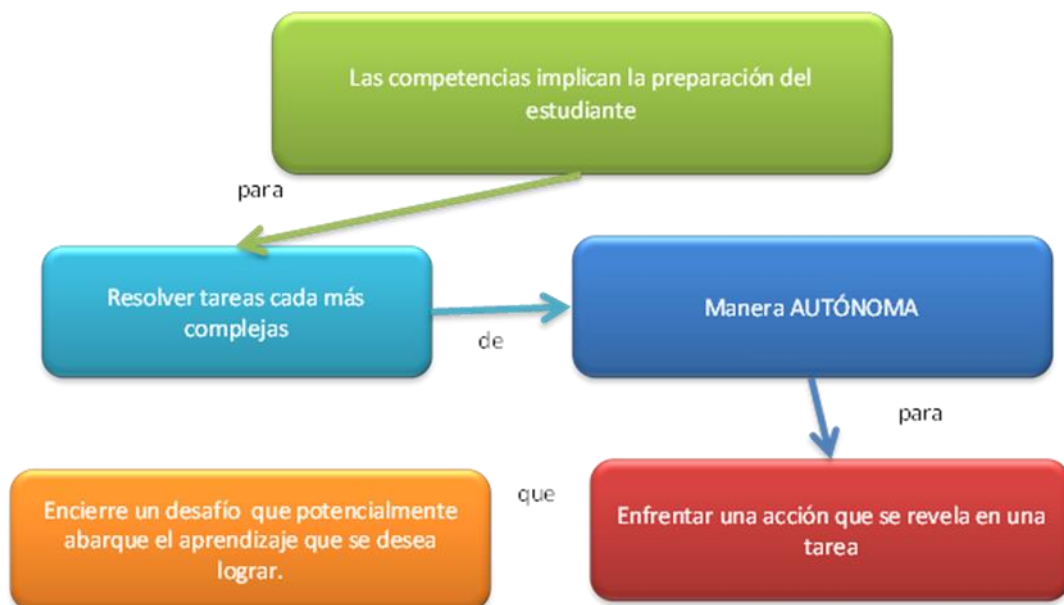 Las competencias implican la preparación del
estudiante
para
Resolver tareas cada más
complejas
de
Manera AUTÓNOMA
para
Enfrentar una acción que se revela en una
tarea
que
Encierre un desafío que potencialmente
abarque el aprendizaje que se desea
lograr.